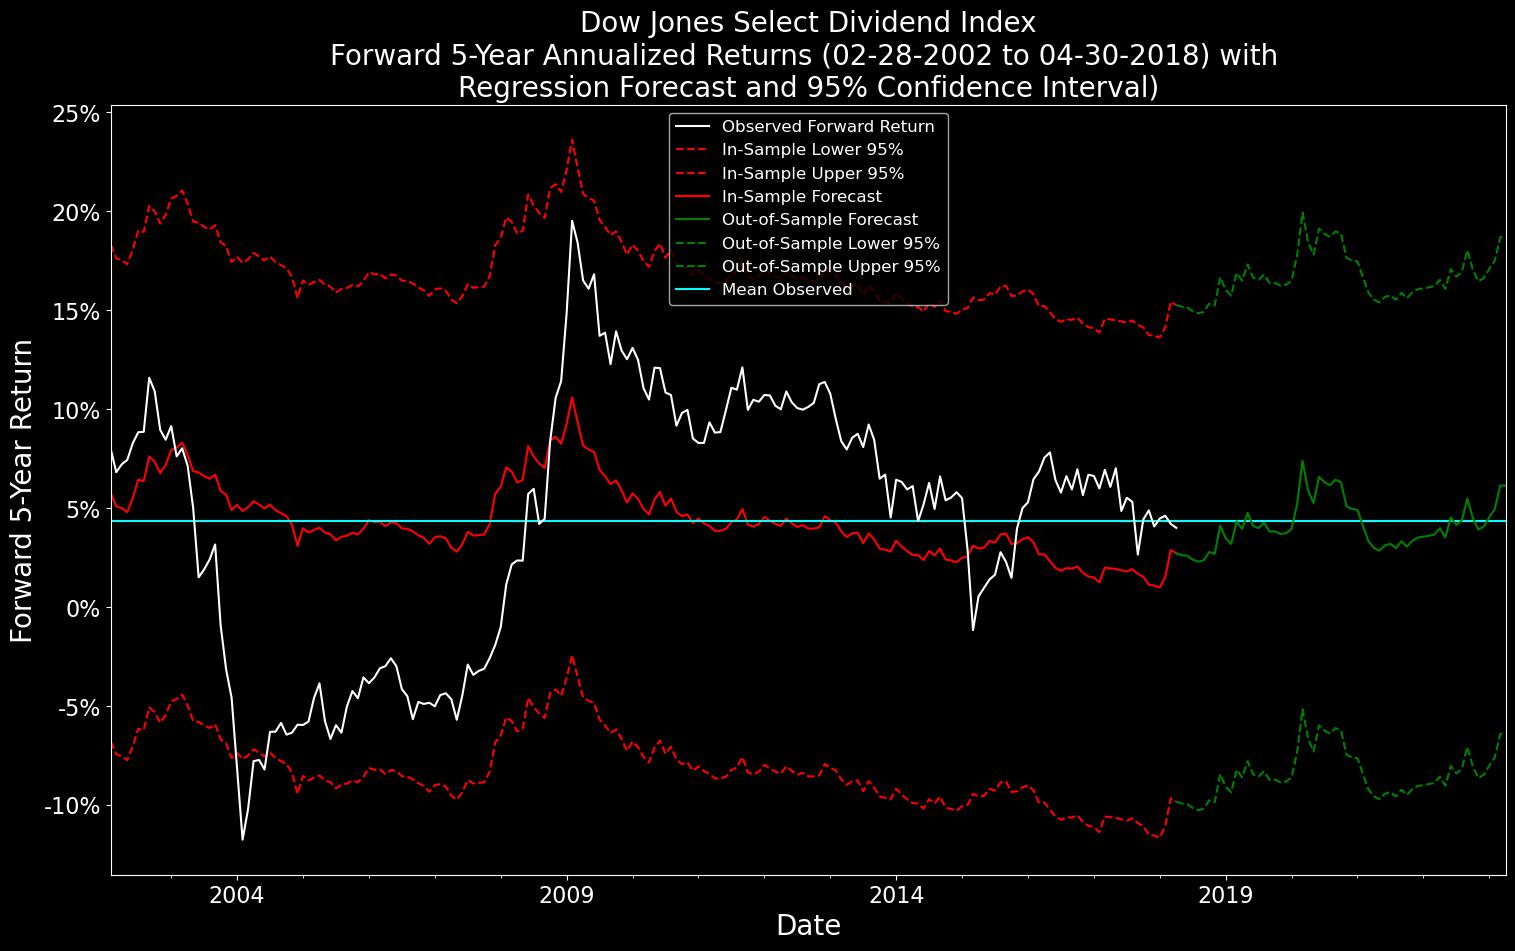 Dow Jones Select Dividend Index
Forward 5-Year Annualized Returns (02-28-2002 to 04-30-2018) with
Regression Forecast and 95% Confidence Interval)
25%
20%
15%
10%
5%
0%
-5%
-10%
Forward 5-Year Return
Observed Forward Return
In-Sample Lower 95%
In-Sample Upper 95%
In-Sample Forecast
Out-of-Sample Forecast
Out-of-Sample Lower 95%
Out-of-Sample Upper 95%
Mean Observed
2004 2009 2014 2019
Date